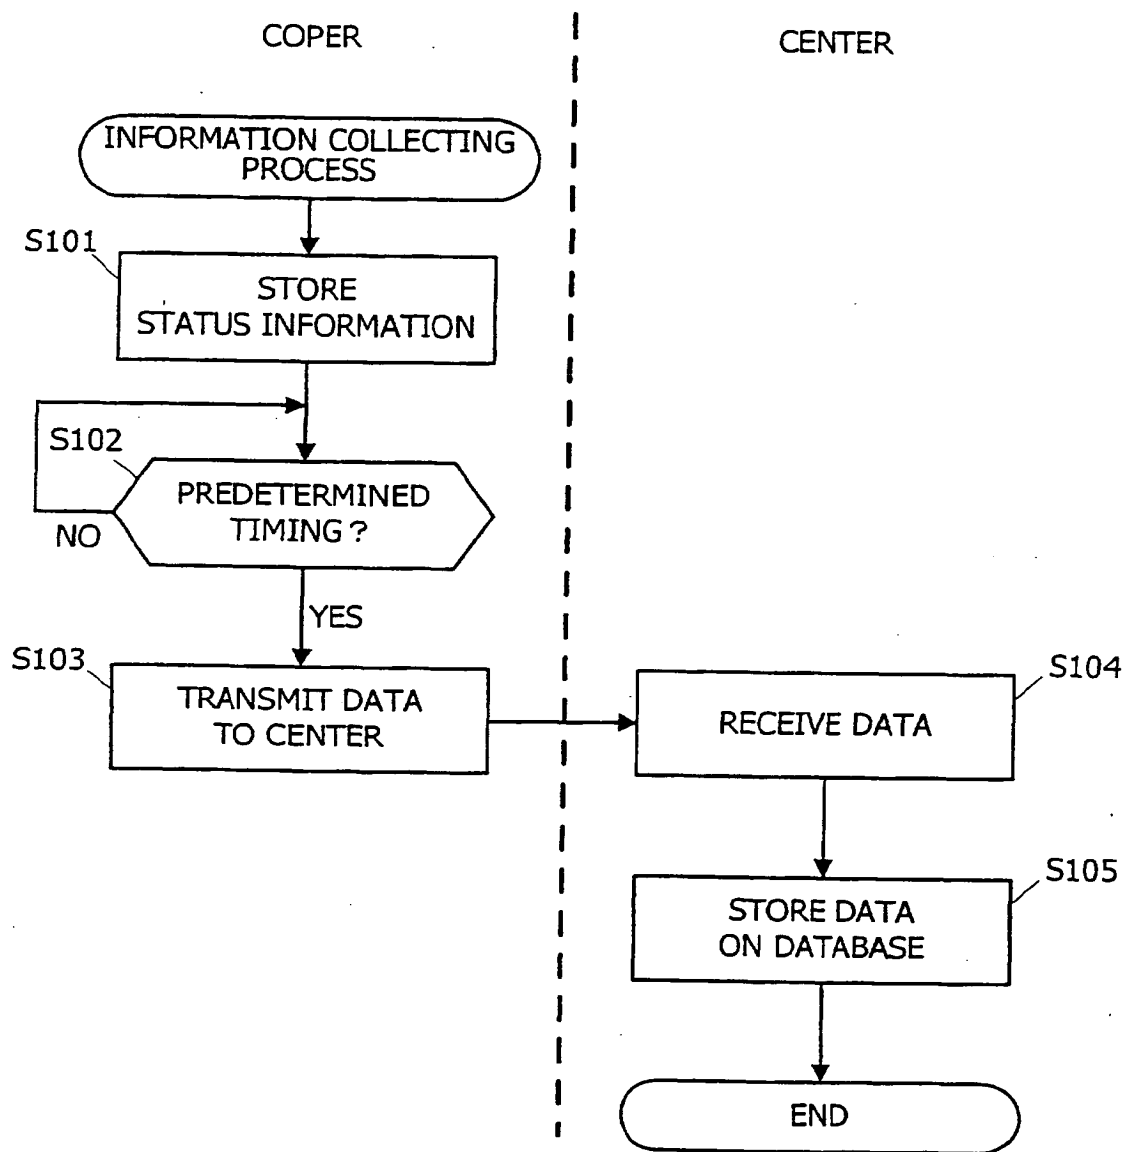 COPER
CENTER
INFORMATION COLLECTING
PROCESS
S101
STORE
STATUS INFORMATION
S102
PREDETERMINED
TIMING?
NO
YES
S103
TRANSMIT DATA
TO CENTER
S104
RECEIVE DATA
S105
STORE DATA
ON DATABASE
END